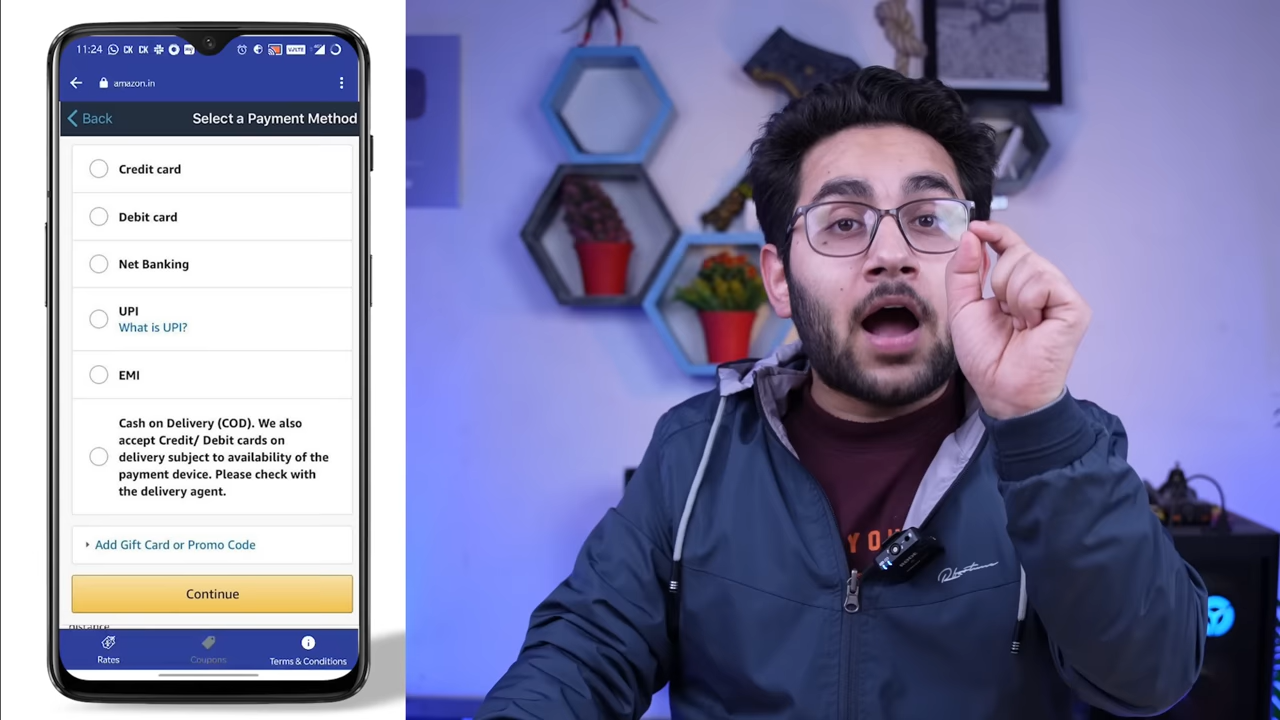 11:24
amazon.in
Back
Select a Payment Method
Credit card
Debit card
Net Banking
UPI
What is UPI?
EMI
Cash on Delivery (COD). We also
accept Credit/ Debit cards on
delivery subject to availability of the
payment device. Please check with
the delivery agent.
Add Gift Card or Promo Code
Continue
distance
Rates
Coupons
Terms & Conditions
YOU